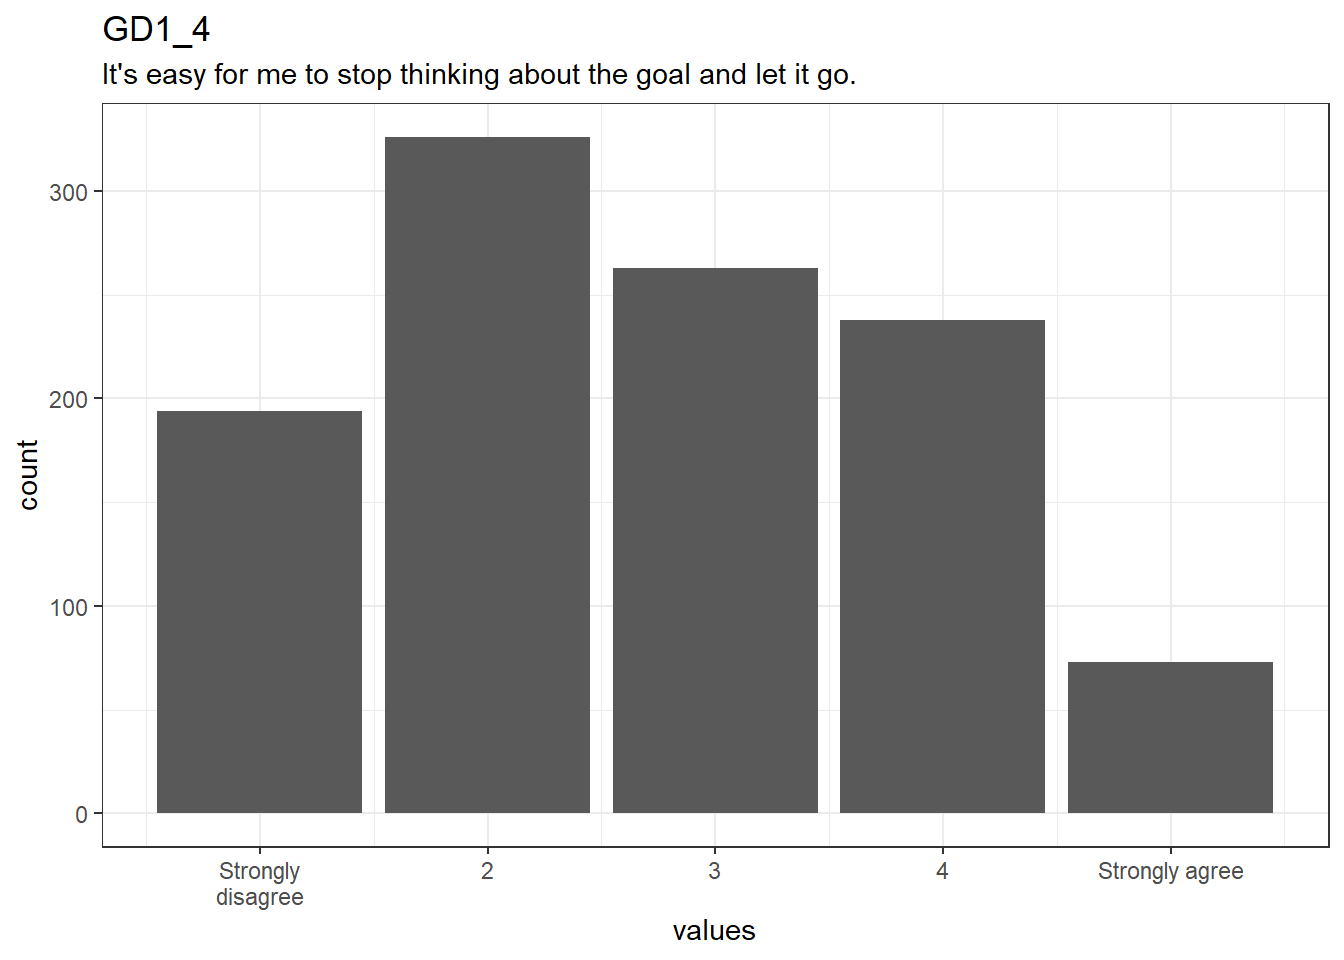 GD1_4
It's easy for me to stop thinking about the goal and let it go.
300
200
100
0
count
Strongly
disagree
2
3
4
Strongly agree
values